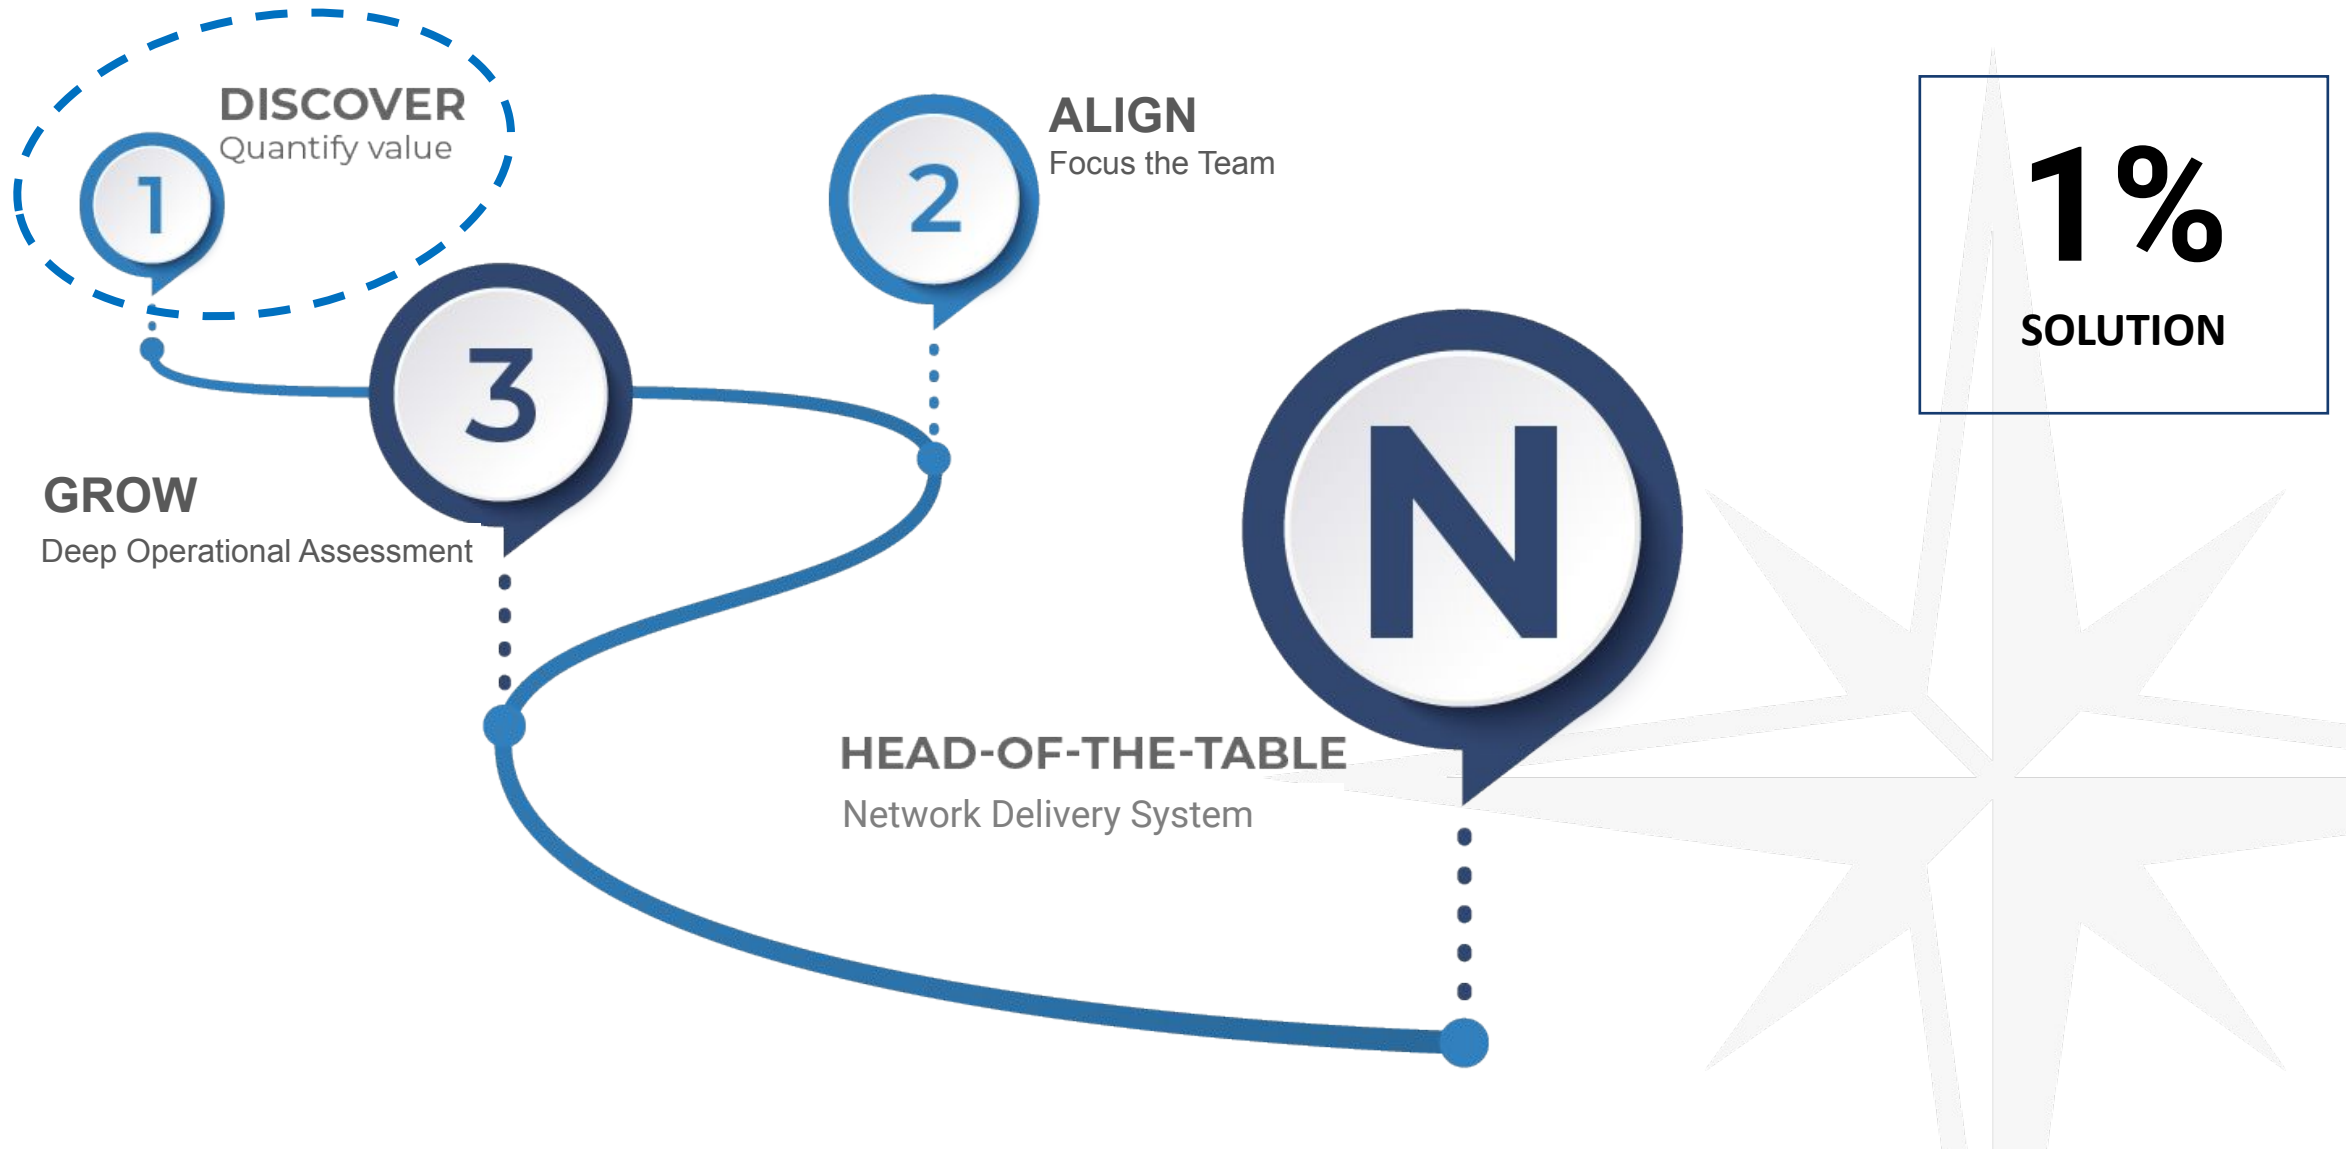 1
DISCOVER
Quantify value
2
ALIGN
Focus the Team
3
GROW
Deep Operational Assessment
N
HEAD-OF-THE-TABLE
Network Delivery System
1%
SOLUTION